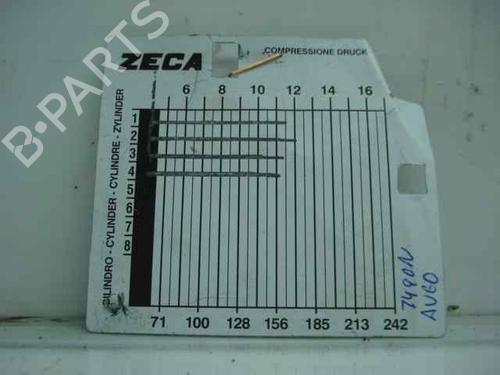 ZECA
COMPRESSIONE DRUCK
6 8 10 12 14 16
CILINDRO - CYLINDER - CYLINDRE - ZYLINDER
1
2
3
4
5
6
7
8
71 100 128 156 185 213 242
AVEO
B-PARTS